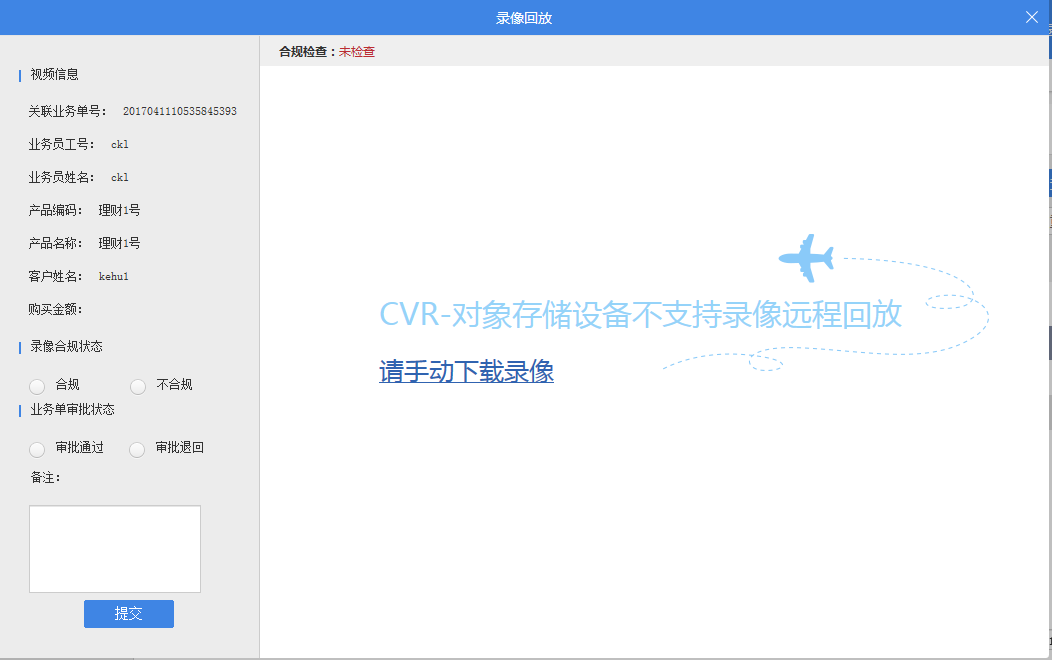 录像回放
合规检查：未检查
视频信息
关联业务单号： 2017041110535845393
业务员工号： ckl
业务员姓名： ckl
产品编码： 理财1号
产品名称： 理财1号
客户姓名： kehu1
购买金额：
录像合规状态
合规 不合规
业务单审批状态
审批通过 审批退回
备注：
提交
CVR-对象存储设备不支持录像远程回放
请手动下载录像